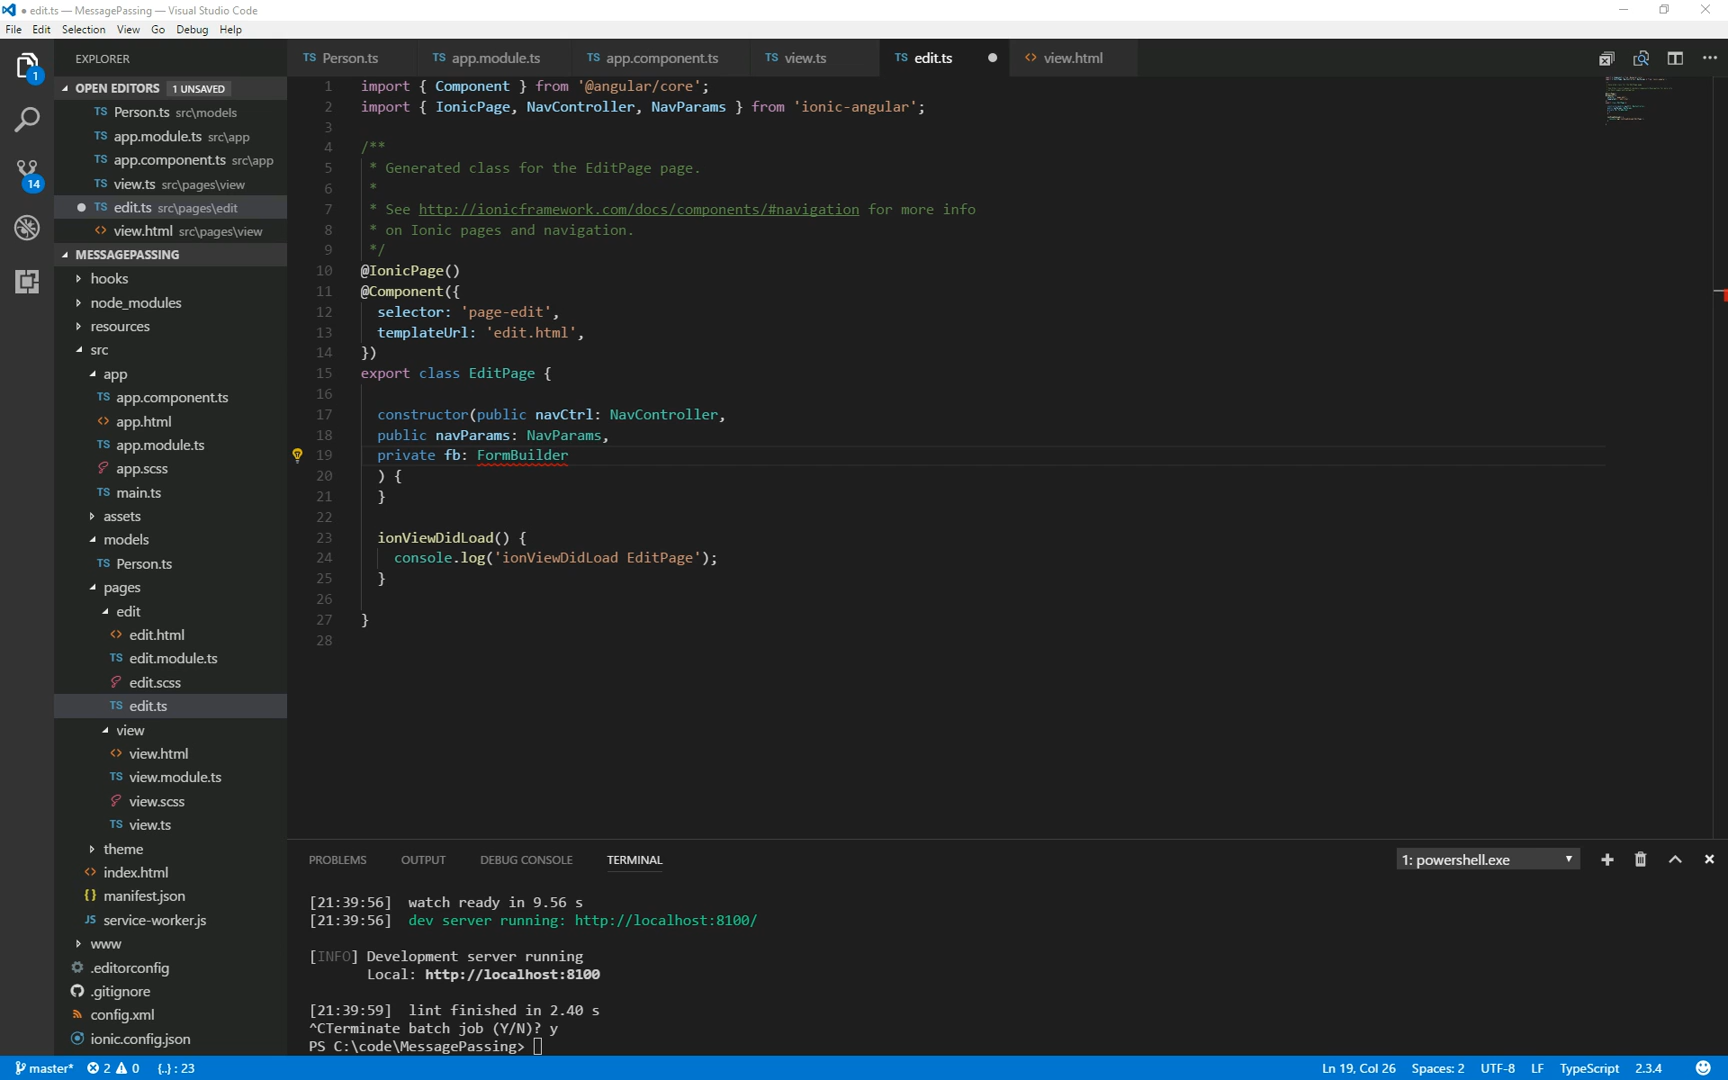 ● edit.ts — MessagePassing — Visual Studio Code
File Edit Selection View Go Debug Help
EXPLORER
1
14
OPEN EDITORS 1 UNSAVED
TS Person.ts src\models
TS app.module.ts src\app
TS app.component.ts src\app
TS view.ts src\pages\view
● TS edit.ts src\pages\edit
<> view.html src\pages\view
MESSAGEPASSING
hooks
node_modules
resources
src
app
TS app.component.ts
<> app.html
TS app.module.ts
app.scss
TS main.ts
assets
models
TS Person.ts
pages
edit
<> edit.html
TS edit.module.ts
edit.scss
TS edit.ts
view
<> view.html
TS view.module.ts
view.scss
TS view.ts
theme
<> index.html
{} manifest.json
JS service-worker.js
www
.editorconfig
.gitignore
config.xml
ionic.config.json
TS Person.ts TS app.module.ts TS app.component.ts TS view.ts TS edit.ts ● <> view.html
1 import { Component } from '@angular/core';
2 import { IonicPage, NavController, NavParams } from 'ionic-angular';
3
4 /**
5 * Generated class for the EditPage page.
6 *
7 * See http://ionicframework.com/docs/components/#navigation for more info
8 * on Ionic pages and navigation.
9 */
10 @IonicPage()
11 @Component({
12 selector: 'page-edit',
13 templateUrl: 'edit.html',
14 })
15 export class EditPage {
16
17 constructor(public navCtrl: NavController,
18 public navParams: NavParams,
19 private fb: FormBuilder
20 ) {
21 }
22
23 ionViewDidLoad() {
24 console.log('ionViewDidLoad EditPage');
25 }
26
27 }
28
PROBLEMS OUTPUT DEBUG CONSOLE TERMINAL 1: powershell.exe
[21:39:56] watch ready in 9.56 s
[21:39:56] dev server running: http://localhost:8100/
[INFO] Development server running
Local: http://localhost:8100
[21:39:59] lint finished in 2.40 s
^CTerminate batch job (Y/N)? y
PS C:\code\MessagePassing>
master* 2 0 {..} : 23 Ln 19, Col 26 Spaces: 2 UTF-8 LF TypeScript 2.3.4